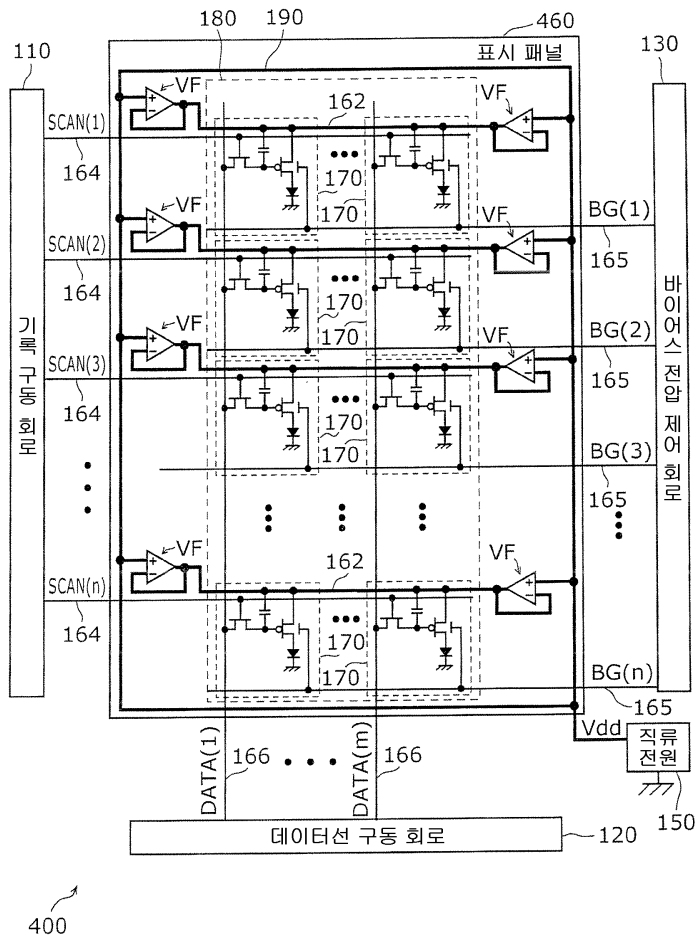 180
190
460
표시 패널
110
130
VF
VF
162
SCAN(1)
164
170
170
BG(1)
165
VF
VF
SCAN(2)
164
170
170
BG(2)
165
VF
VF
SCAN(3)
164
170
170
BG(3)
165
기록 구동 회로
바이어스 전압 제어 회로
VF
VF
162
SCAN(n)
164
170
170
BG(n)
165
Vdd
직류
전원
150
DATA(1)
166
DATA(m)
166
데이터선 구동 회로
120
400